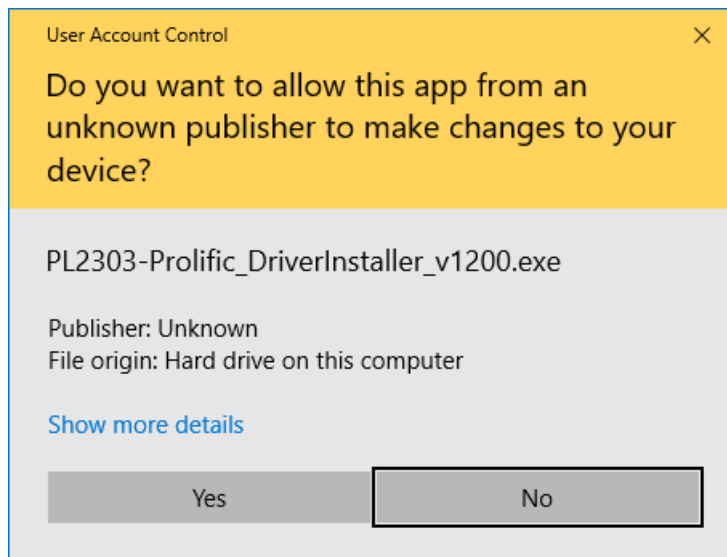 User Account Control
Do you want to allow this app from an
unknown publisher to make changes to your
device?
PL2303-Prolific_DriverInstaller_v1200.exe
Publisher: Unknown
File origin: Hard drive on this computer
Show more details
Yes
No